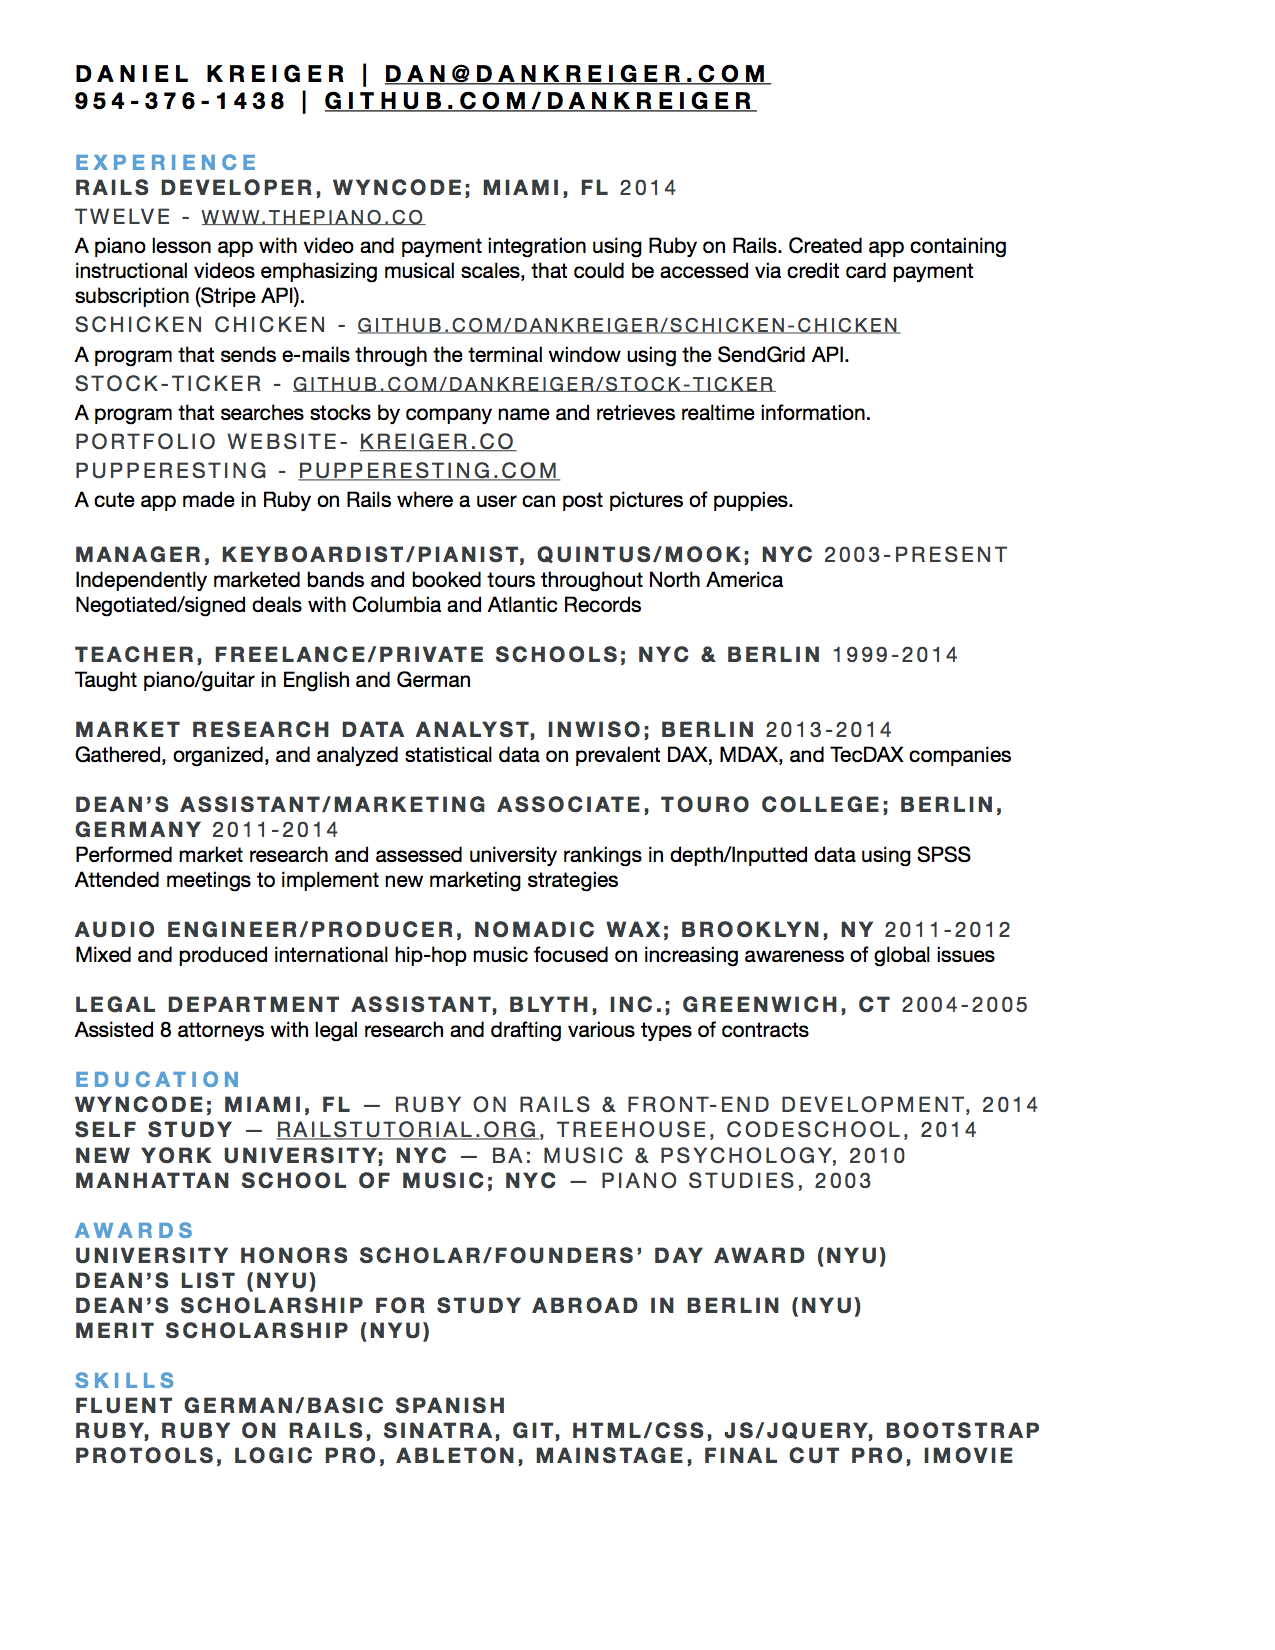 DANIEL KREIGER | DAN@DANKREIGER.COM
954-376-1438 | GITHUB.COM/DANKREIGER
EXPERIENCE
RAILS DEVELOPER, WYNCODE; MIAMI, FL 2014
TWELVE - WWW.THEPIANO.CO
A piano lesson app with video and payment integration using Ruby on Rails. Created app containing
instructional videos emphasizing musical scales, that could be accessed via credit card payment
subscription (Stripe API).
SCHICKEN CHICKEN - GITHUB.COM/DANKREIGER/SCHICKEN-CHICKEN
A program that sends e-mails through the terminal window using the SendGrid API.
STOCK-TICKER - GITHUB.COM/DANKREIGER/STOCK-TICKER
A program that searches stocks by company name and retrieves realtime information.
PORTFOLIO WEBSITE- KREIGER.CO
PUPPERESTING - PUPPERESTING.COM
A cute app made in Ruby on Rails where a user can post pictures of puppies.
MANAGER, KEYBOARDIST/PIANIST, QUINTUS/MOOK; NYC 2003-PRESENT
Independently marketed bands and booked tours throughout North America
Negotiated/signed deals with Columbia and Atlantic Records
TEACHER, FREELANCE/PRIVATE SCHOOLS; NYC & BERLIN 1999-2014
Taught piano/guitar in English and German
MARKET RESEARCH DATA ANALYST, INWISO; BERLIN 2013-2014
Gathered, organized, and analyzed statistical data on prevalent DAX, MDAX, and TecDAX companies
DEAN’S ASSISTANT/MARKETING ASSOCIATE, TOURO COLLEGE; BERLIN,
GERMANY 2011-2014
Performed market research and assessed university rankings in depth/Inputted data using SPSS
Attended meetings to implement new marketing strategies
AUDIO ENGINEER/PRODUCER, NOMADIC WAX; BROOKLYN, NY 2011-2012
Mixed and produced international hip-hop music focused on increasing awareness of global issues
LEGAL DEPARTMENT ASSISTANT, BLYTH, INC.; GREENWICH, CT 2004-2005
Assisted 8 attorneys with legal research and drafting various types of contracts
EDUCATION
WYNCODE; MIAMI, FL — RUBY ON RAILS & FRONT-END DEVELOPMENT, 2014
SELF STUDY — RAILSTUTORIAL.ORG, TREEHOUSE, CODESCHOOL, 2014
NEW YORK UNIVERSITY; NYC — BA: MUSIC & PSYCHOLOGY, 2010
MANHATTAN SCHOOL OF MUSIC; NYC — PIANO STUDIES, 2003
AWARDS
UNIVERSITY HONORS SCHOLAR/FOUNDERS’ DAY AWARD (NYU)
DEAN’S LIST (NYU)
DEAN’S SCHOLARSHIP FOR STUDY ABROAD IN BERLIN (NYU)
MERIT SCHOLARSHIP (NYU)
SKILLS
FLUENT GERMAN/BASIC SPANISH
RUBY, RUBY ON RAILS, SINATRA, GIT, HTML/CSS, JS/JQUERY, BOOTSTRAP
PROTOOLS, LOGIC PRO, ABLETON, MAINSTAGE, FINAL CUT PRO, IMOVIE